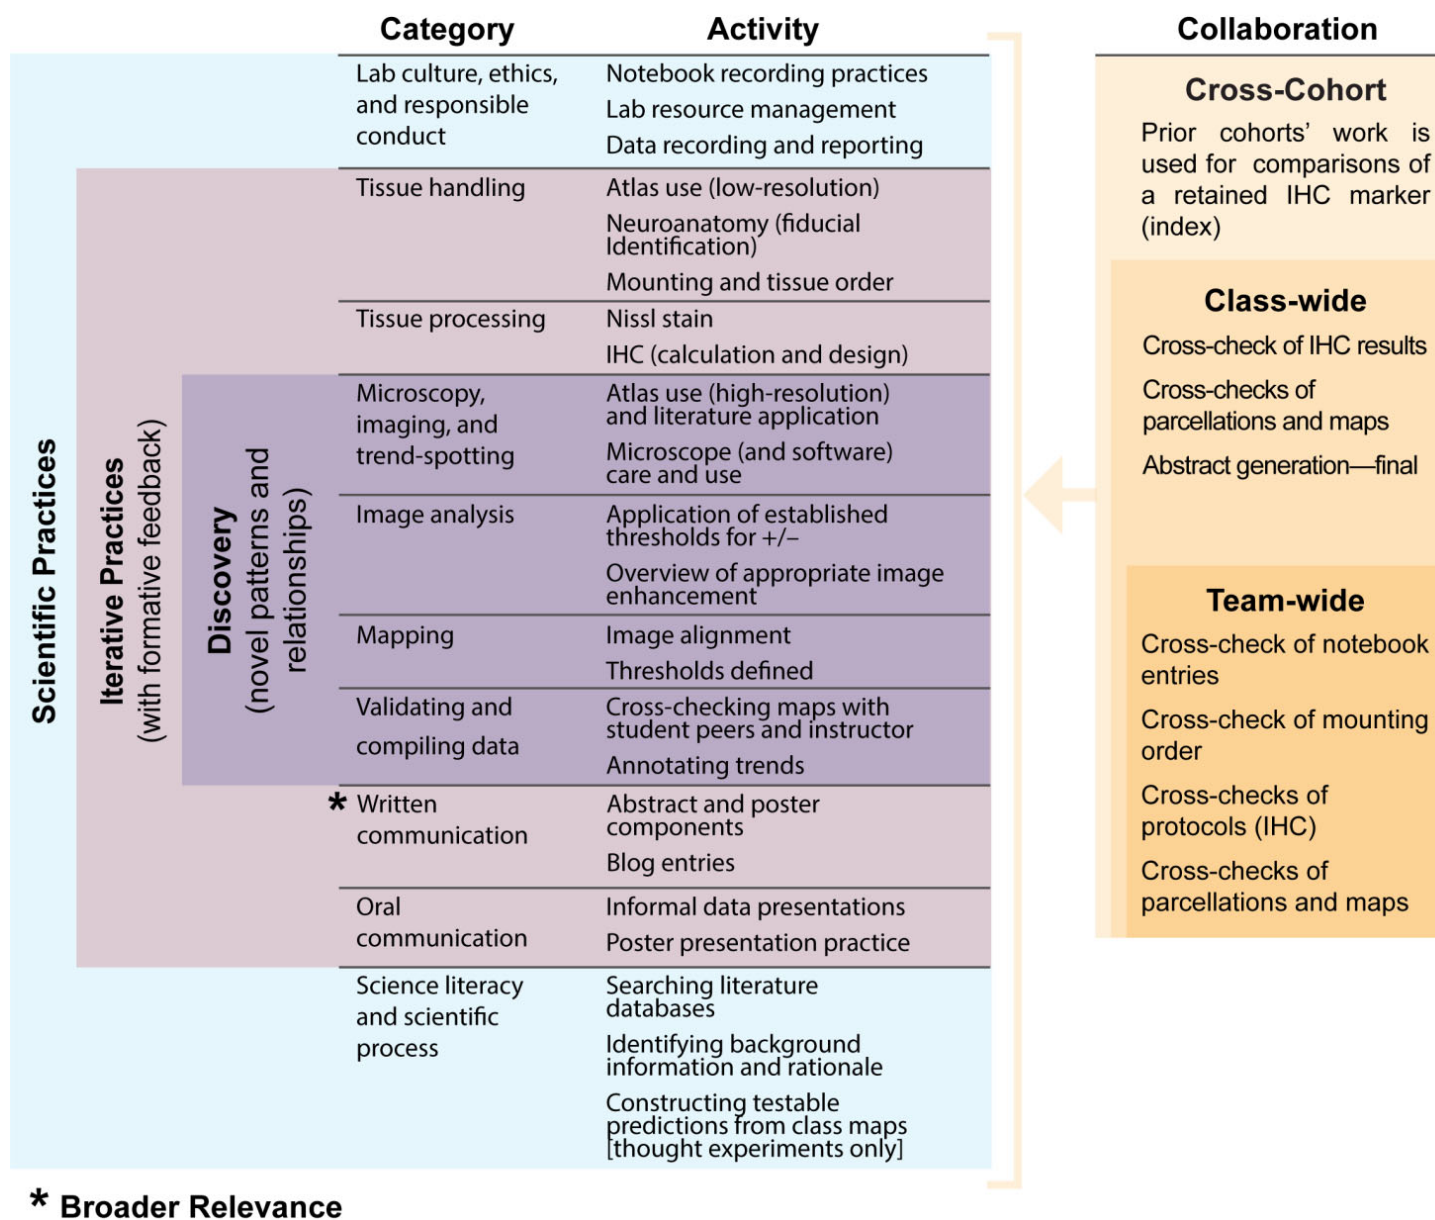 Category
Activity
Collaboration
Scientific Practices
Iterative Practices
(with formative feedback)
Discovery
(novel patterns and
relationships)
Lab culture, ethics,
and responsible
conduct
Notebook recording practices
Lab resource management
Data recording and reporting
Tissue handling
Atlas use (low-resolution)
Neuroanatomy (fiducial
Identification)
Mounting and tissue order
Tissue processing
Nissl stain
IHC (calculation and design)
Microscopy,
imaging, and
trend-spotting
Atlas use (high-resolution)
and literature application
Microscope (and software)
care and use
Image analysis
Application of established
thresholds for +/–
Overview of appropriate image
enhancement
Mapping
Image alignment
Thresholds defined
Validating and
compiling data
Cross-checking maps with
student peers and instructor
Annotating trends
* Written
communication
Abstract and poster
components
Blog entries
Oral
communication
Informal data presentations
Poster presentation practice
Science literacy
and scientific
process
Searching literature
databases
Identifying background
information and rationale
Constructing testable
predictions from class maps
[thought experiments only]
Cross-Cohort
Prior cohorts’ work is
used for comparisons of
a retained IHC marker
(index)
Class-wide
Cross-check of IHC results
Cross-checks of
parcellations and maps
Abstract generation—final
Team-wide
Cross-check of notebook
entries
Cross-check of mounting
order
Cross-checks of
protocols (IHC)
Cross-checks of
parcellations and maps
* Broader Relevance